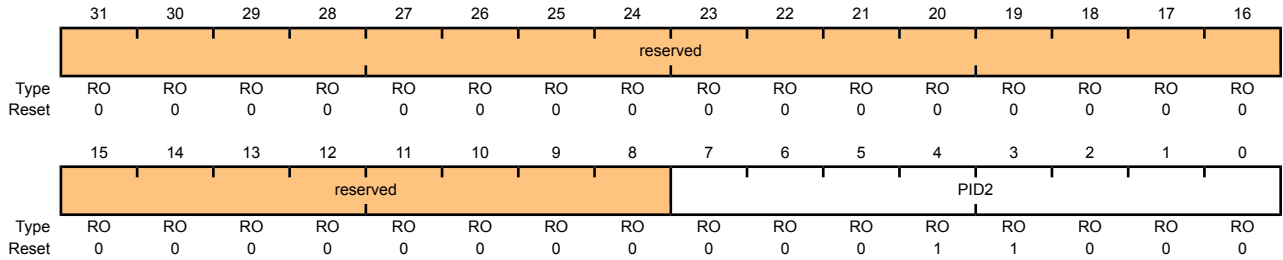 31 30 29 28 27 26 25 24 23 22 21 20 19 18 17 16
reserved
Type RO RO RO RO RO RO RO RO RO RO RO RO RO RO RO RO
Reset 0 0 0 0 0 0 0 0 0 0 0 0 0 0 0 0
15 14 13 12 11 10 9 8 7 6 5 4 3 2 1 0
reserved PID2
Type RO RO RO RO RO RO RO RO RO RO RO RO RO RO RO RO
Reset 0 0 0 0 0 0 0 0 0 0 0 1 1 0 0 0